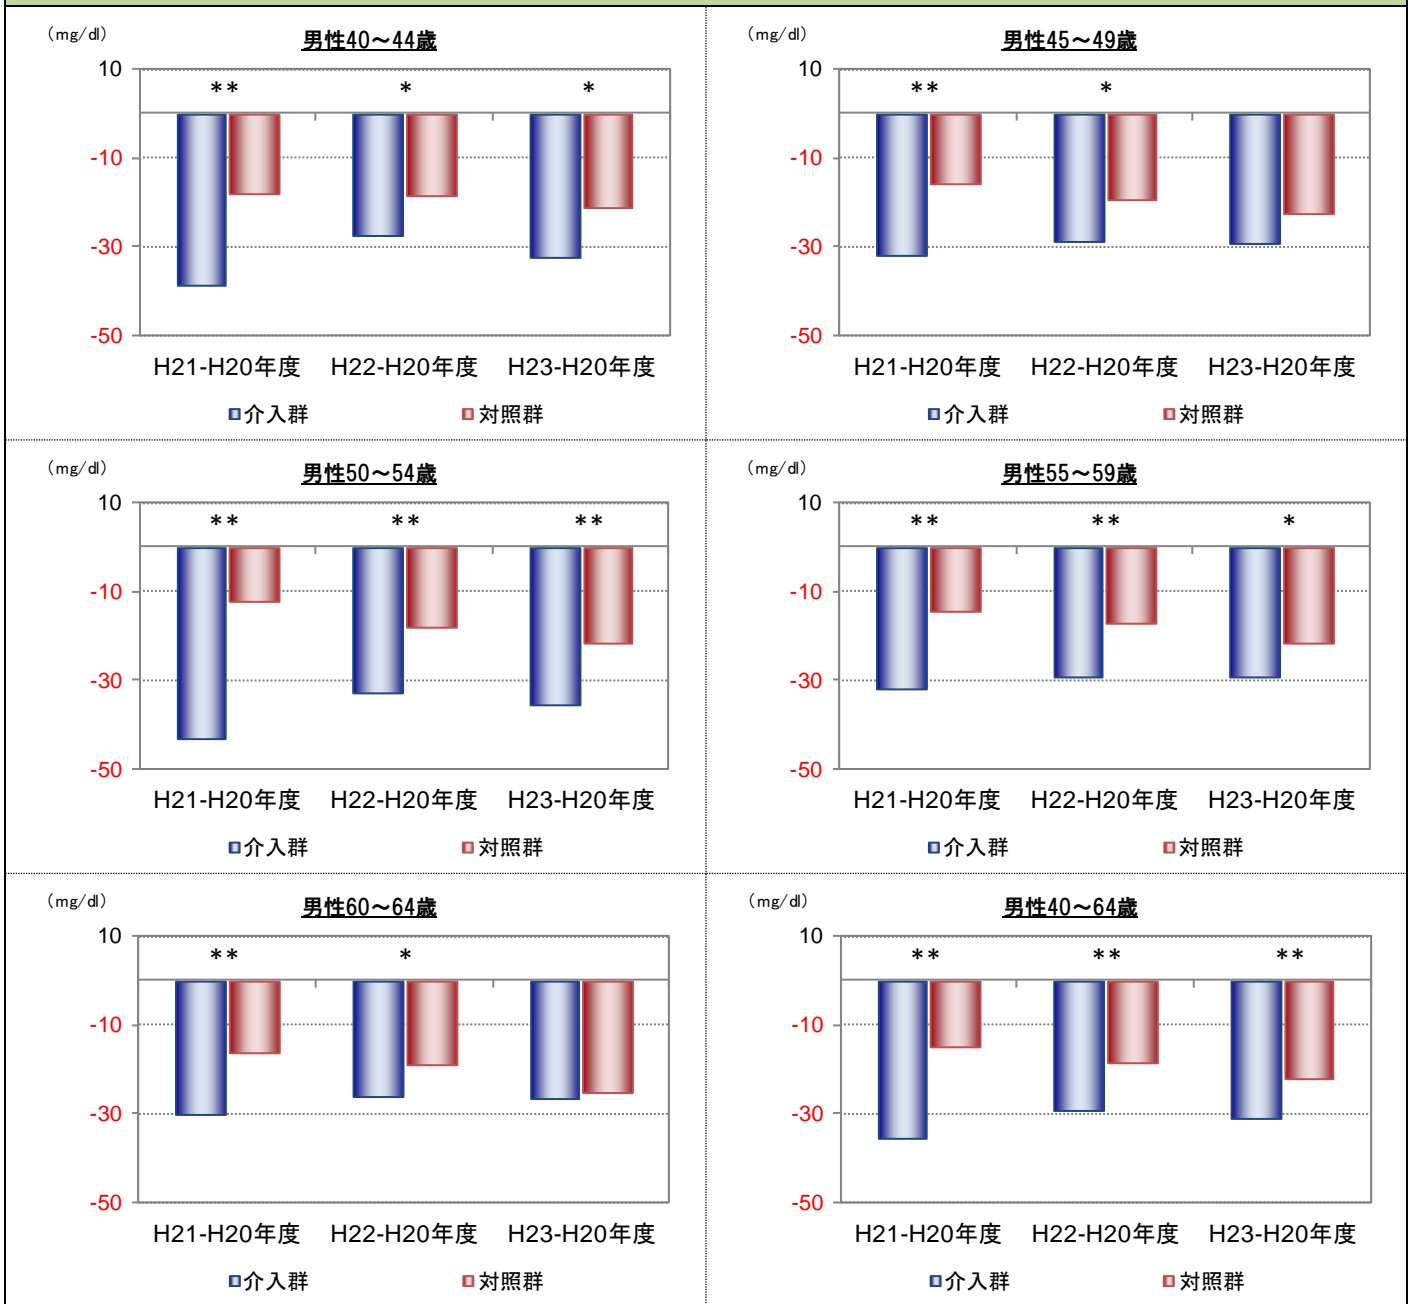 （mg/dl）
男性40～44歳
10
** * *
-10
-30
-50
H21-H20年度 H22-H20年度 H23-H20年度
介入群 対照群
（mg/dl）
男性45～49歳
10
** *
-10
-30
-50
H21-H20年度 H22-H20年度 H23-H20年度
介入群 対照群
（mg/dl）
男性50～54歳
10
** ** **
-10
-30
-50
H21-H20年度 H22-H20年度 H23-H20年度
介入群 対照群
（mg/dl）
男性55～59歳
10
** ** *
-10
-30
-50
H21-H20年度 H22-H20年度 H23-H20年度
介入群 対照群
（mg/dl）
男性60～64歳
10
** *
-10
-30
-50
H21-H20年度 H22-H20年度 H23-H20年度
介入群 対照群
（mg/dl）
男性40～64歳
10
** ** **
-10
-30
-50
H21-H20年度 H22-H20年度 H23-H20年度
介入群 対照群